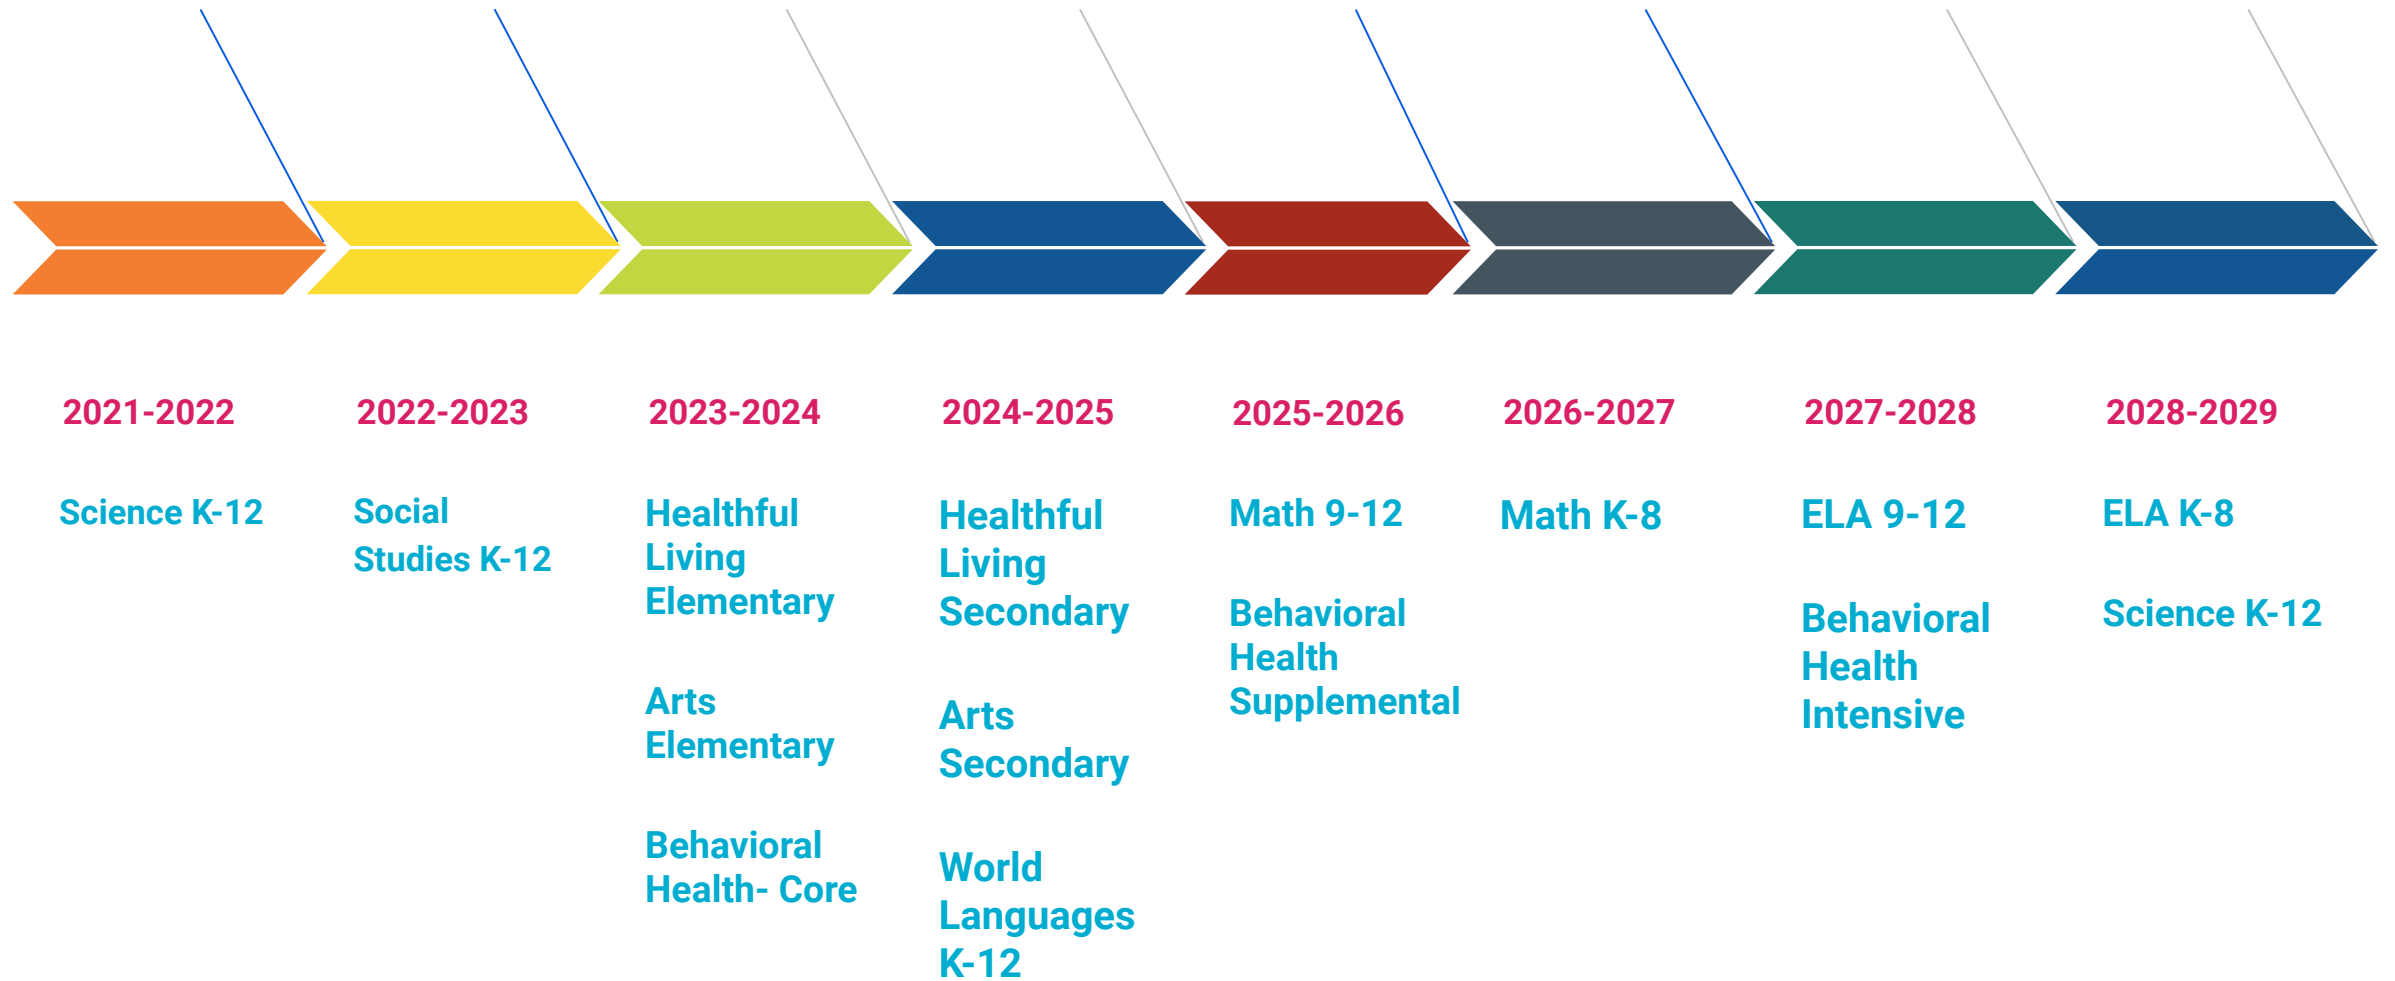 2021-2022
Science K-12
2022-2023
Social
Studies K-12
2023-2024
Healthful
Living
Elementary
Arts
Elementary
Behavioral
Health- Core
2024-2025
Healthful
Living
Secondary
Arts
Secondary
World
Languages
K-12
2025-2026
Math 9-12
Behavioral
Health
Supplemental
2026-2027
Math K-8
2027-2028
ELA 9-12
Behavioral
Health
Intensive
2028-2029
ELA K-8
Science K-12